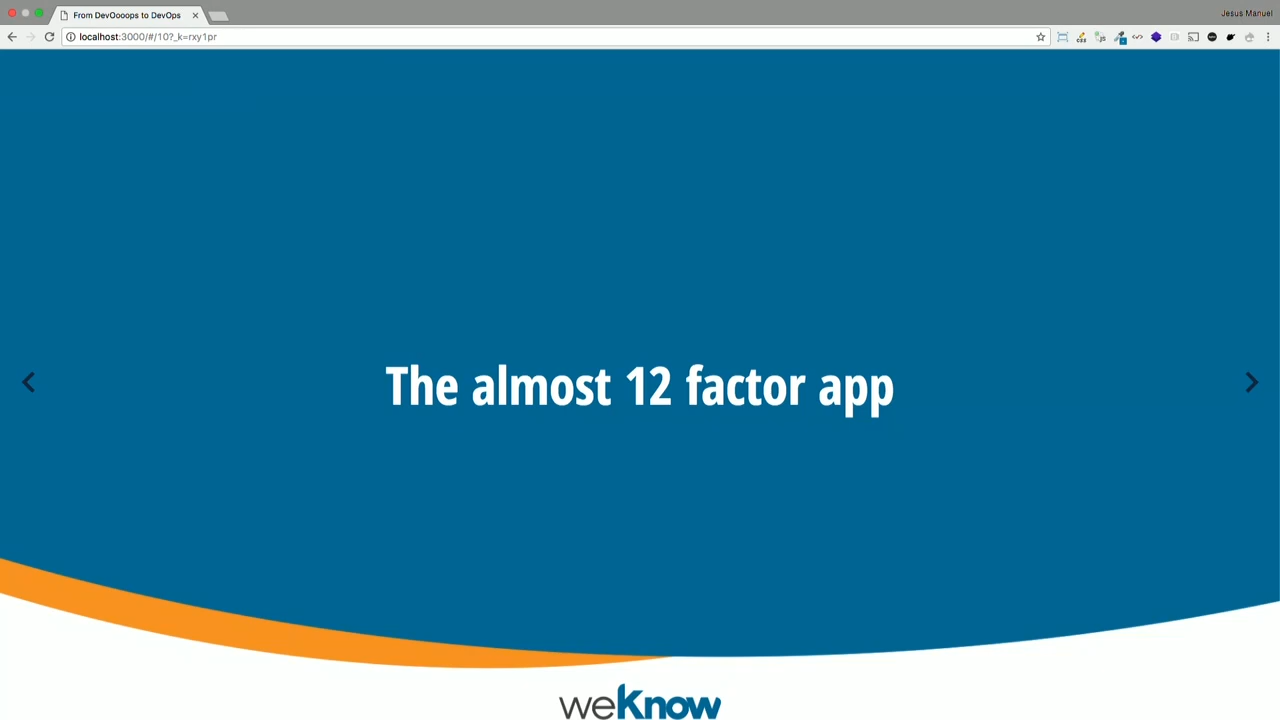 From DevOooops to DevOps
Jesus Manuel
localhost:3000/#/10?_k=rxy1pr
The almost 12 factor app
weKnow